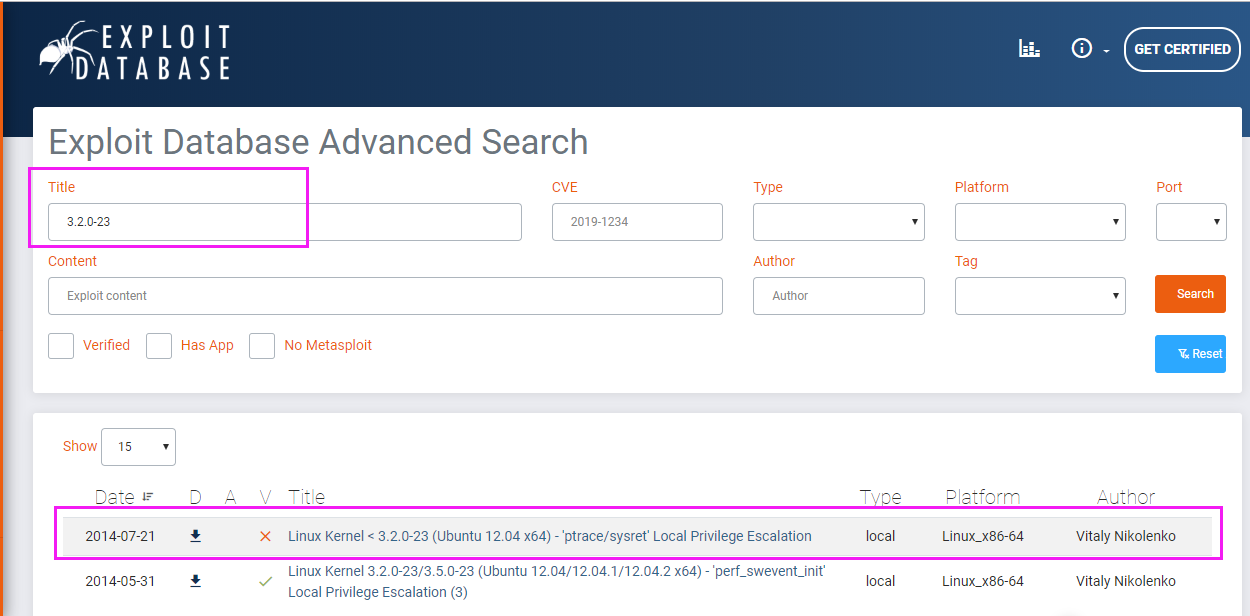 EXPLOIT
DATABASE
GET CERTIFIED
Exploit Database Advanced Search
Title CVE Type Platform Port
3.2.0-23 2019-1234
Content Author Tag
Exploit content Author Search
Verified Has App No Metasploit Reset
Show 15
Date D A V Title Type Platform Author
2014-07-21 Linux Kernel < 3.2.0-23 (Ubuntu 12.04 x64) - 'ptrace/sysret' Local Privilege Escalation local Linux_x86-64 Vitaly Nikolenko
2014-05-31 Linux Kernel 3.2.0-23/3.5.0-23 (Ubuntu 12.04/12.04.1/12.04.2 x64) - 'perf_swevent_init' local Linux_x86-64 Vitaly Nikolenko
Local Privilege Escalation (3)